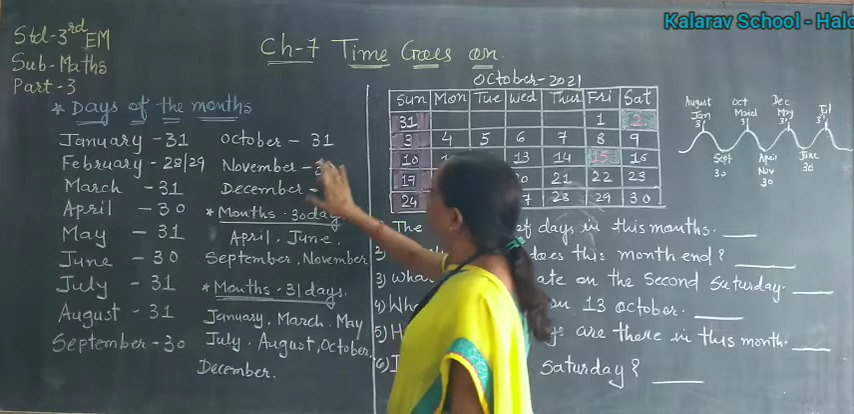 Kalarav School - Halo
Std-3rd EM
Sub-Maths
Part-3
Ch-7 Time Goes on.
* Days of the months
January - 31
February - 28/29
March - 31
April - 30
May - 31
June - 30
July - 31
August - 31
September - 30
October - 31
November -
December -
* Months - 30 days
April, June,
September, November
* Months - 31 days.
January, March, May
July, August, October,
December.
October-2021
Sun Mon Tue Wed Thur Fri Sat
31 1 2
3 4 5 6 7 8 9
10 13 14 15 16
21 22 23
24 28 29 30
1) The of days in this months.
2) does this month end?
3) on the Second Saturday.
4) on 13 October.
5) are there in this month.
6) Saturday?
August Jan 31
Oct March 31
Dec May 31
Jul 31
Sept 30
April Nov 30
June 30